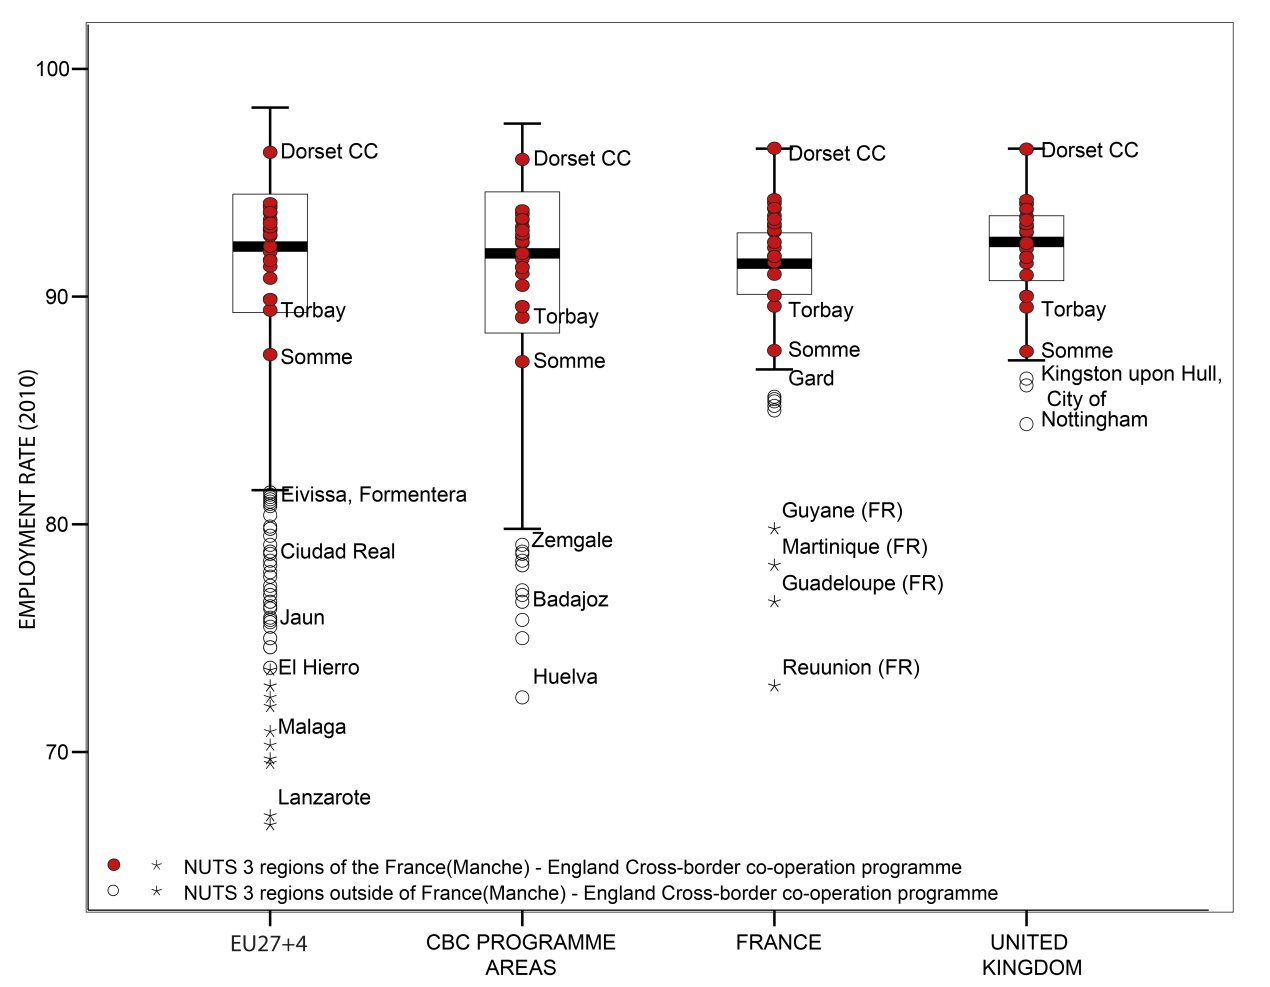 100
90
80
70
EMPLOYMENT RATE (2010)
Dorset CC
Torbay
Somme
Eivissa, Formentera
Ciudad Real
Jaun
El Hierro
Malaga
Lanzarote
Dorset CC
Torbay
Somme
Zemgale
Badajoz
Huelva
Dorset CC
Torbay
Somme
Gard
Guyane (FR)
Martinique (FR)
Guadeloupe (FR)
Reuunion (FR)
Dorset CC
Torbay
Somme
Kingston upon Hull,
City of
Nottingham
NUTS 3 regions of the France(Manche) - England Cross-border co-operation programme
NUTS 3 regions outside of France(Manche) - England Cross-border co-operation programme
EU27+4
CBC PROGRAMME
AREAS
FRANCE
UNITED
KINGDOM